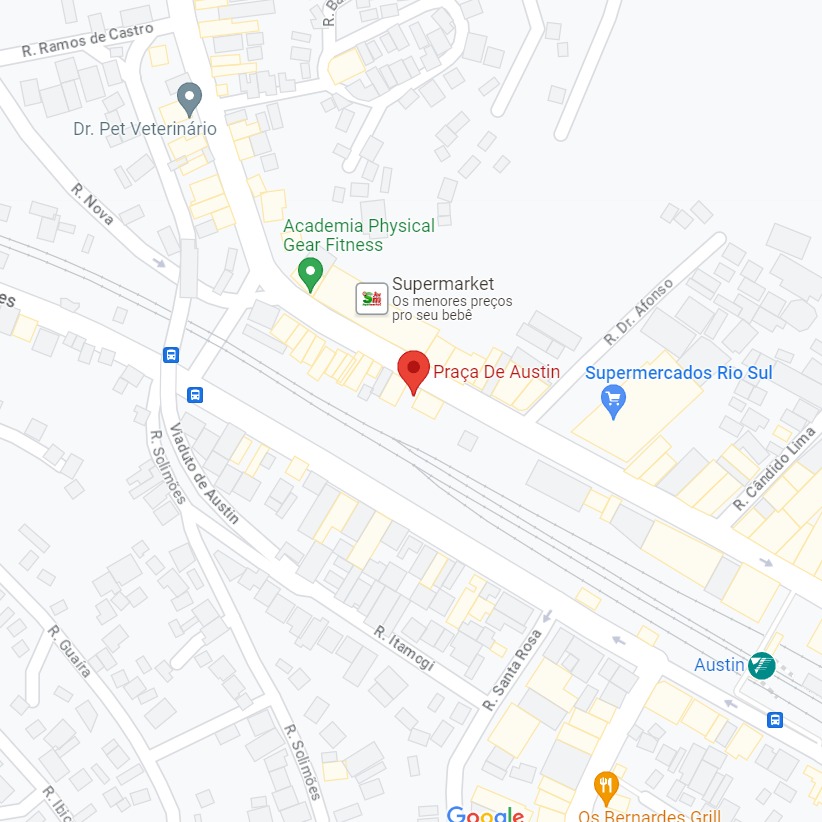 R. Ramos de Castro
R. Ba
Dr. Pet Veterinário
R. Nova
Academia Physical
Gear Fitness
Supermarket
Os menores preços
pro seu bebê
es
R. Dr. Afonso
Praça De Austin
Supermercados Rio Sul
R. Solimões
Viaduto de Austin
R. Cândido Lima
R. Guaíra
R. Itamogi
R. Santa Rosa
Austin
R. Solimões
R. Ibic
Os Bernardes Grill
Google